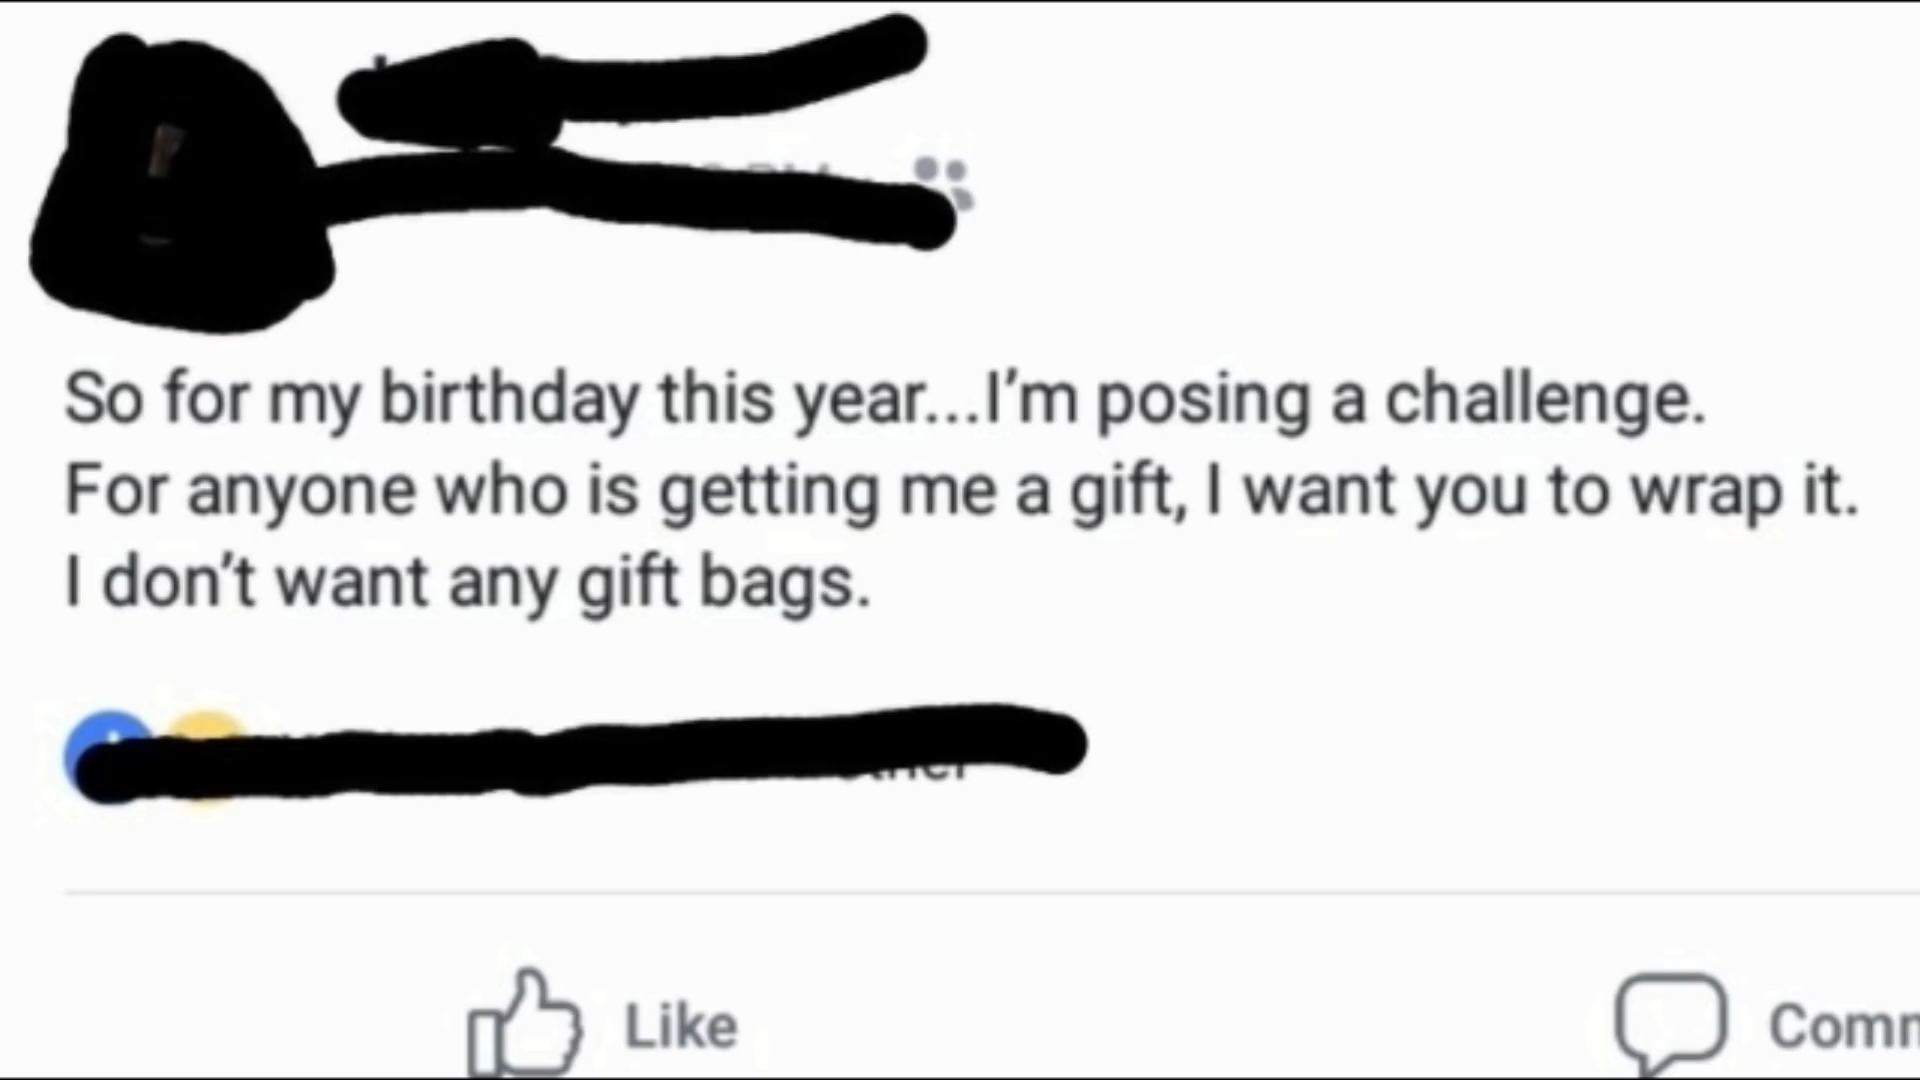 So for my birthday this year...I'm posing a challenge.
For anyone who is getting me a gift, I want you to wrap it.
I don't want any gift bags.
Like